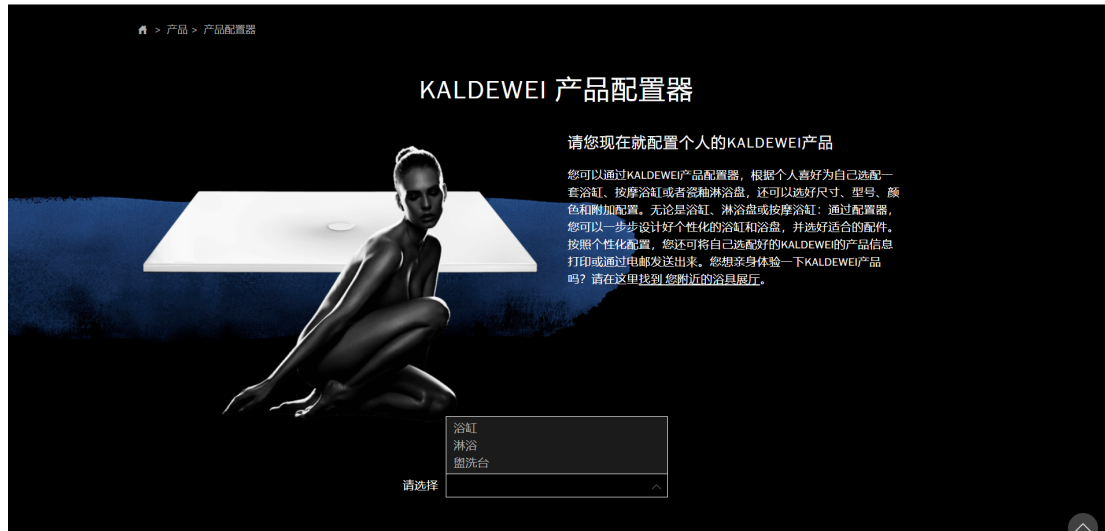 > 产品 > 产品配置器
KALDEWEI 产品配置器
请您现在就配置个人的KALDEWEI产品
您可以通过KALDEWEI产品配置器，根据个人喜好为自己选配一
套浴缸、按摩浴缸或者瓷釉淋浴盘，还可以选好尺寸、型号、颜
色和附加配置。无论是浴缸、淋浴盘或按摩浴缸：通过配置器，
您可以一步步设计好个性化的浴缸和浴盘，并选好适合的配件。
按照个性化配置，您还可将自己选配好的KALDEWEI的产品信息
打印或通过电邮发送出来。您想亲身体验一下KALDEWEI产品
吗？请在这里找到 您附近的浴具展厅。
浴缸
淋浴
盥洗台
请选择